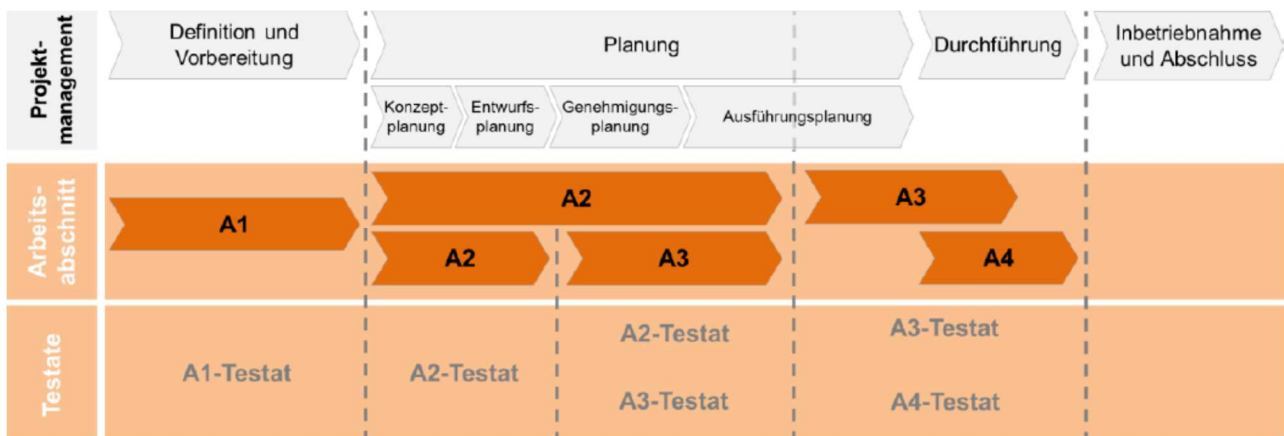 Projekt-
management
Definition und
Vorbereitung
Planung
Durchführung
Inbetriebnahme
und Abschluss
Konzept-
planung
Entwurfs-
planung
Genehmigungs-
planung
Ausführungsplanung
Arbeits-
abschnitt
A1
A2
A3
A2
A3
A4
Testate
A1-Testat
A2-Testat
A2-Testat
A3-Testat
A3-Testat
A4-Testat